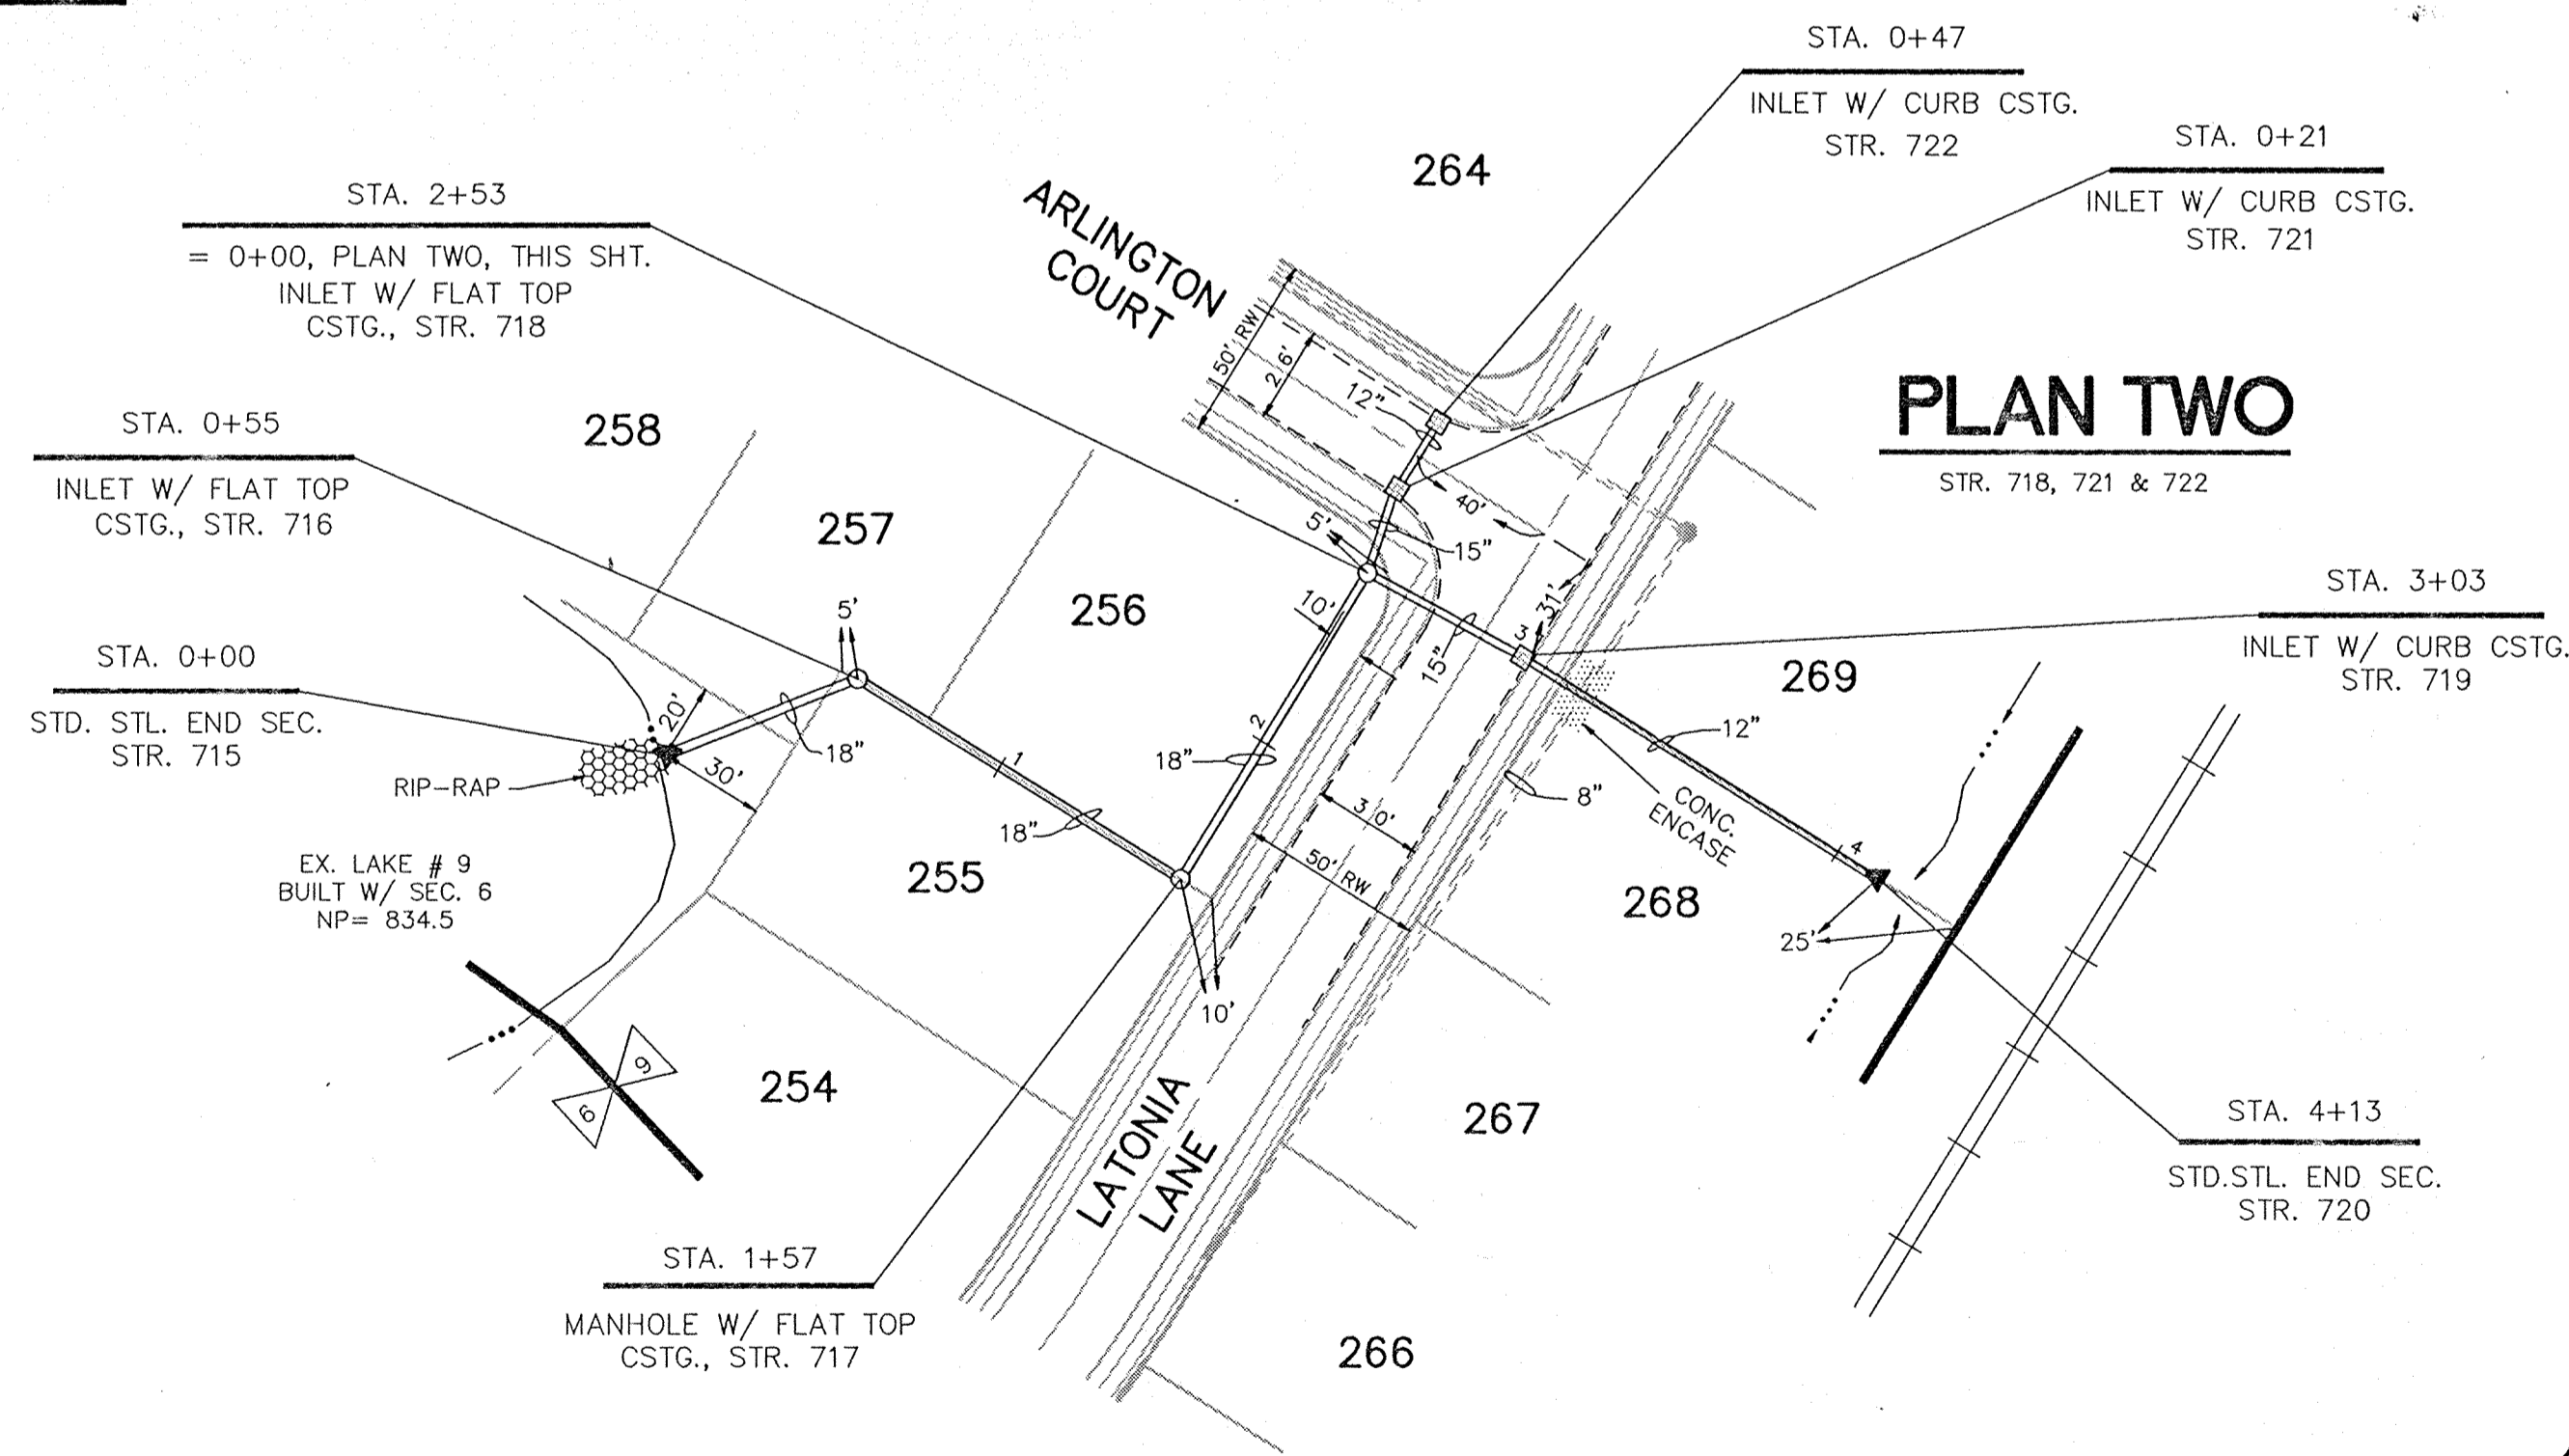 STA. 0+47
INLET W/ CURB CSTG.
STR. 722
STA. 0+21
INLET W/ CURB CSTG.
STR. 721
264
STA. 2+53
= 0+00, PLAN TWO, THIS SHT.
INLET W/ FLAT TOP
CSTG., STR. 718
ARLINGTON
COURT
50' RW
26'
12"
PLAN TWO
STR. 718, 721 & 722
STA. 0+55
INLET W/ FLAT TOP
CSTG., STR. 716
258
257
256
5'
40'
15"
5'
10'
15"
3
31'
STA. 3+03
INLET W/ CURB CSTG.
STR. 719
269
STA. 0+00
STD. STL. END SEC.
STR. 715
RIP-RAP
20'
30'
18"
1
18"
2
18"
12"
8"
CONC.
ENCASE
30'
50' RW
4
EX. LAKE # 9
BUILT W/ SEC. 6
NP= 834.5
255
268
25'
10'
9
6
254
LATONIA
LANE
267
STA. 4+13
STD.STL. END SEC.
STR. 720
STA. 1+57
MANHOLE W/ FLAT TOP
CSTG., STR. 717
266